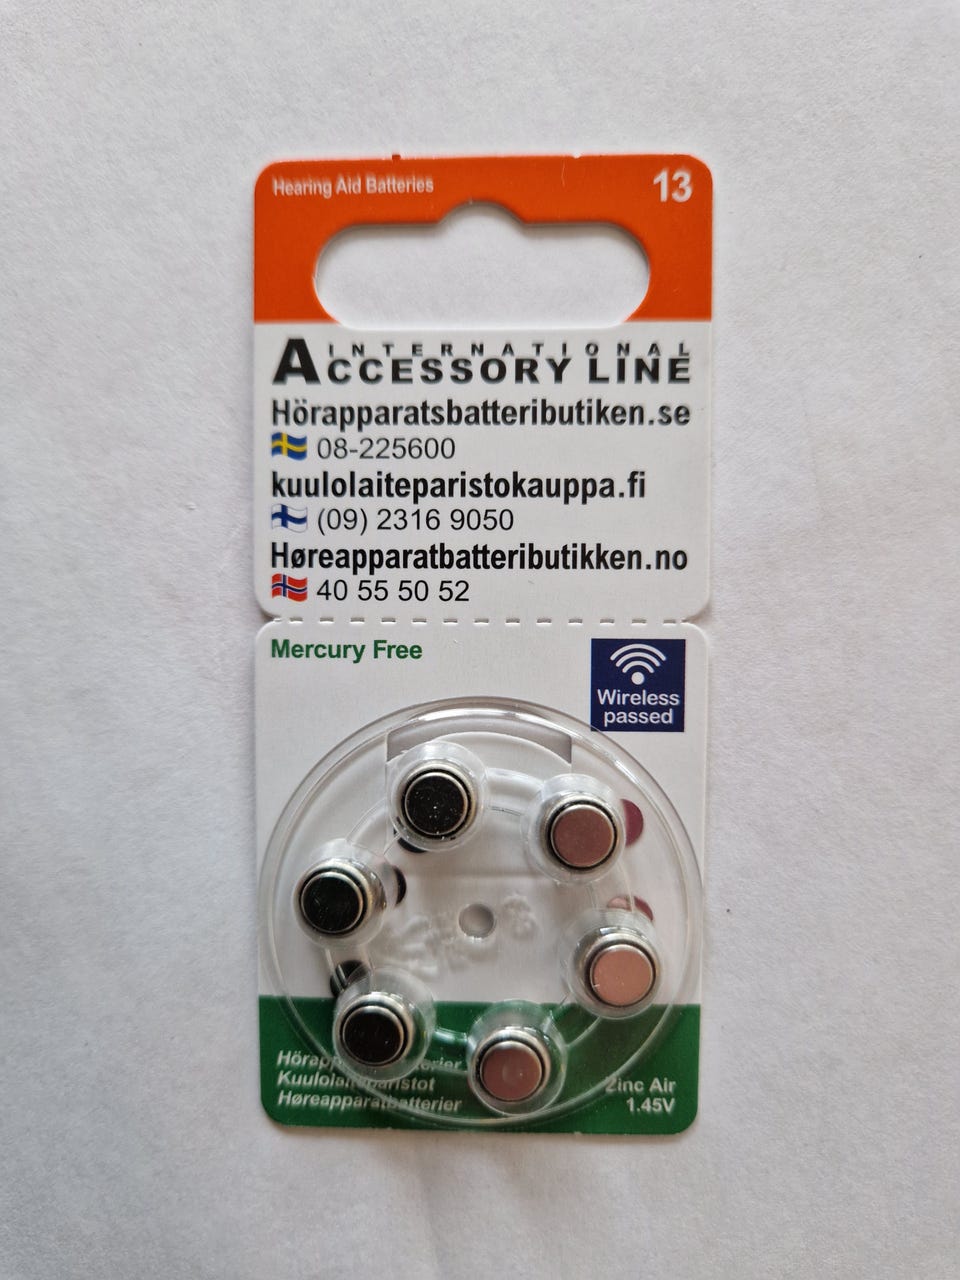 Hearing Aid Batteries 13
INTERNATIONAL
ACCESSORY LINE
Hörapparatsbatteributiken.se
08-225600
kuulolaiteparistokauppa.fi
(09) 2316 9050
Høreapparatbatteributikken.no
40 55 50 52
Mercury Free
Wireless
passed
Kuulolaiteparistot
Høreapparatbatterier
Zinc Air
1.45V